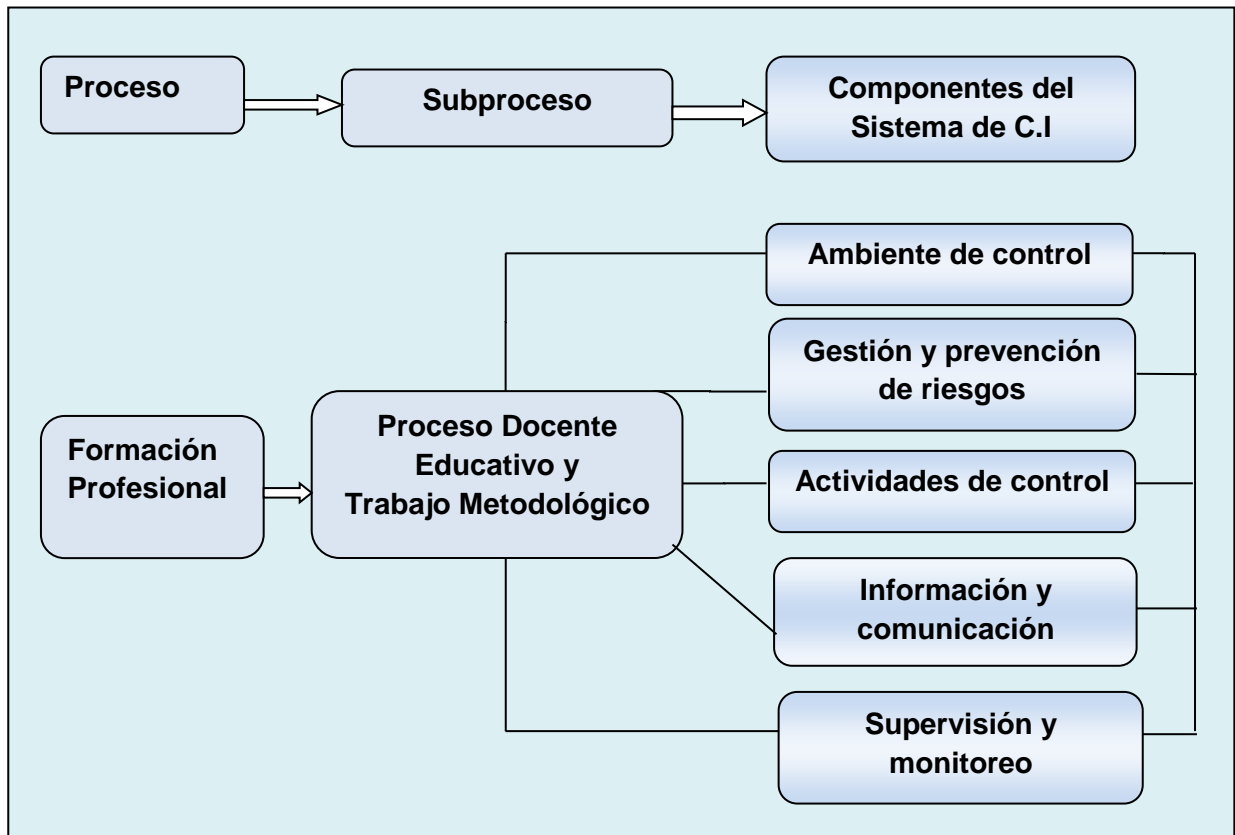 Proceso
Subproceso
Componentes del
Sistema de C.I
Ambiente de control
Gestión y prevención
de riesgos
Formación
Profesional
Proceso Docente
Educativo y
Trabajo Metodológico
Actividades de control
Información y
comunicación
Supervisión y
monitoreo